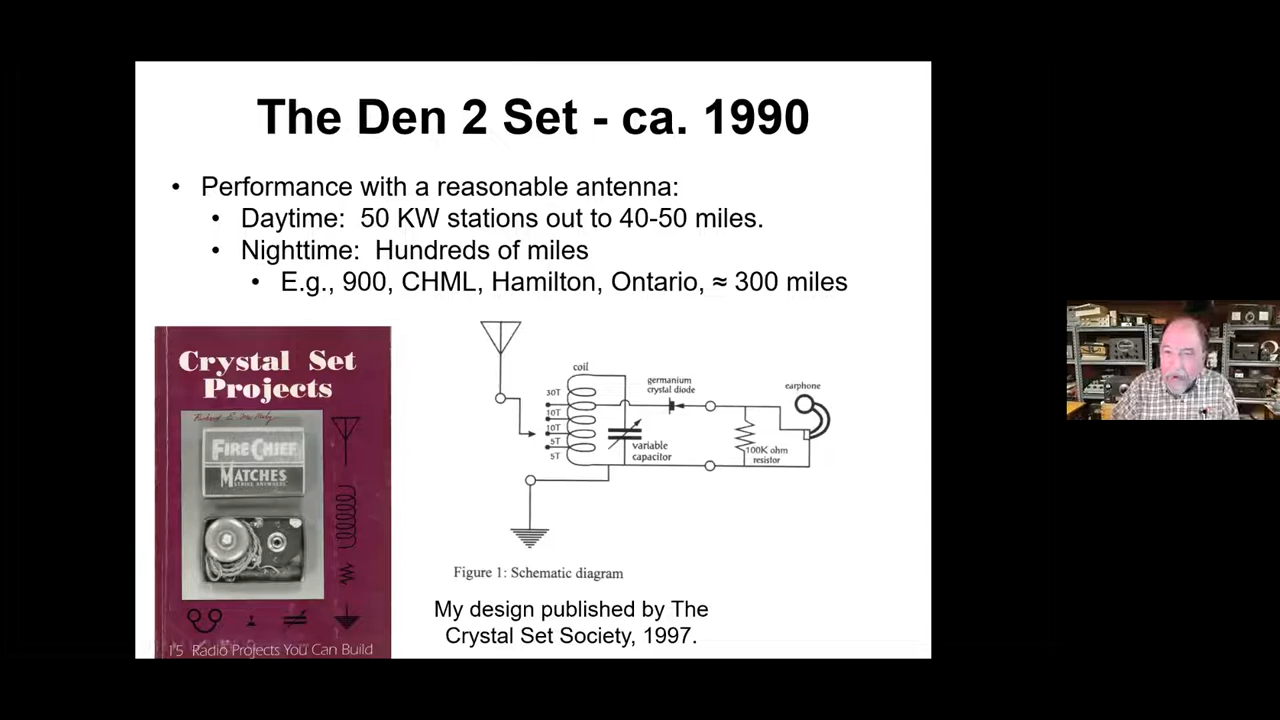 The Den 2 Set - ca. 1990
• Performance with a reasonable antenna:
• Daytime: 50 KW stations out to 40-50 miles.
• Nighttime: Hundreds of miles
• E.g., 900, CHML, Hamilton, Ontario, ≈ 300 miles
Crystal Set
Projects
FIRE CHIEF
MATCHES
STRIKE ANYWHERE
15 Radio Projects You Can Build
coil
30T
10T
10T
5T
5T
germanium
crystal diode
variable
capacitor
100K ohm
resistor
earphone
Figure 1: Schematic diagram
My design published by The
Crystal Set Society, 1997.